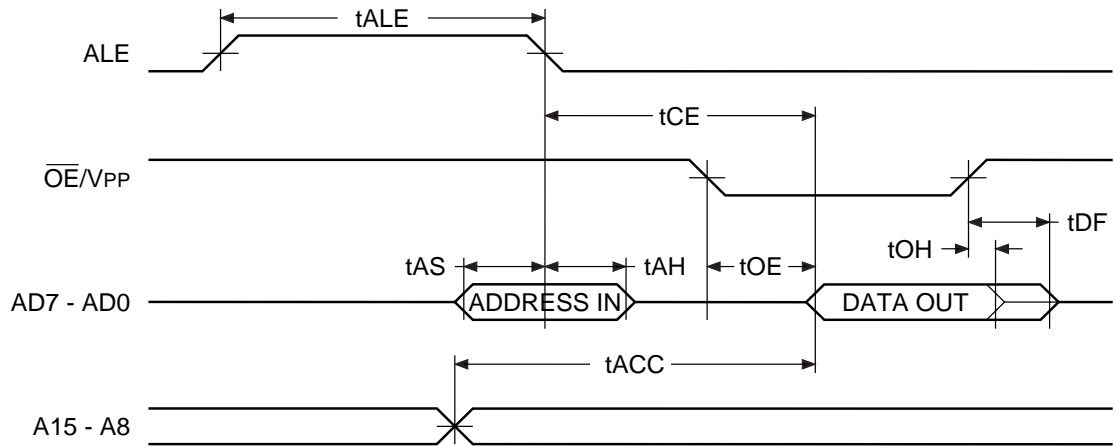 tALE
ALE
tCE
OE/VPP
tDF
tOH
tAS
tAH
tOE
AD7 - AD0
ADDRESS IN
DATA OUT
tACC
A15 - A8